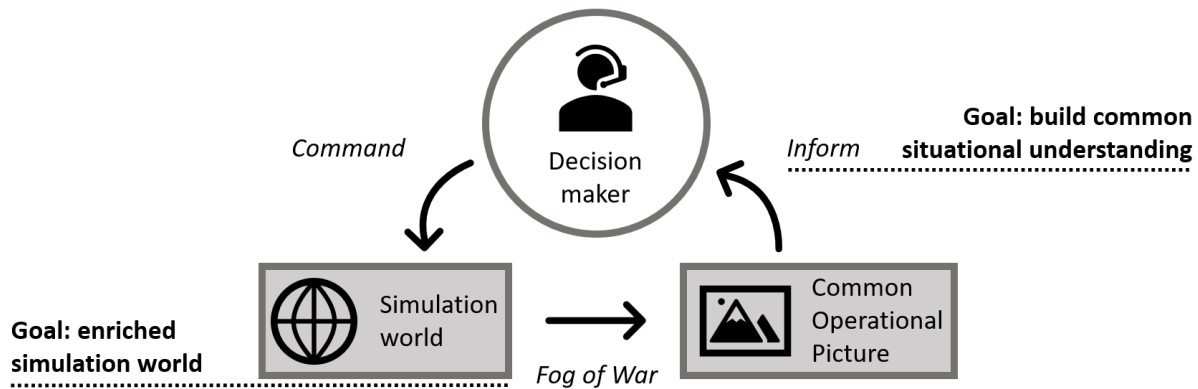 Decision
maker
Command
Inform
Goal: build common
situational understanding
Simulation
world
Goal: enriched
simulation world
Fog of War
Common
Operational
Picture